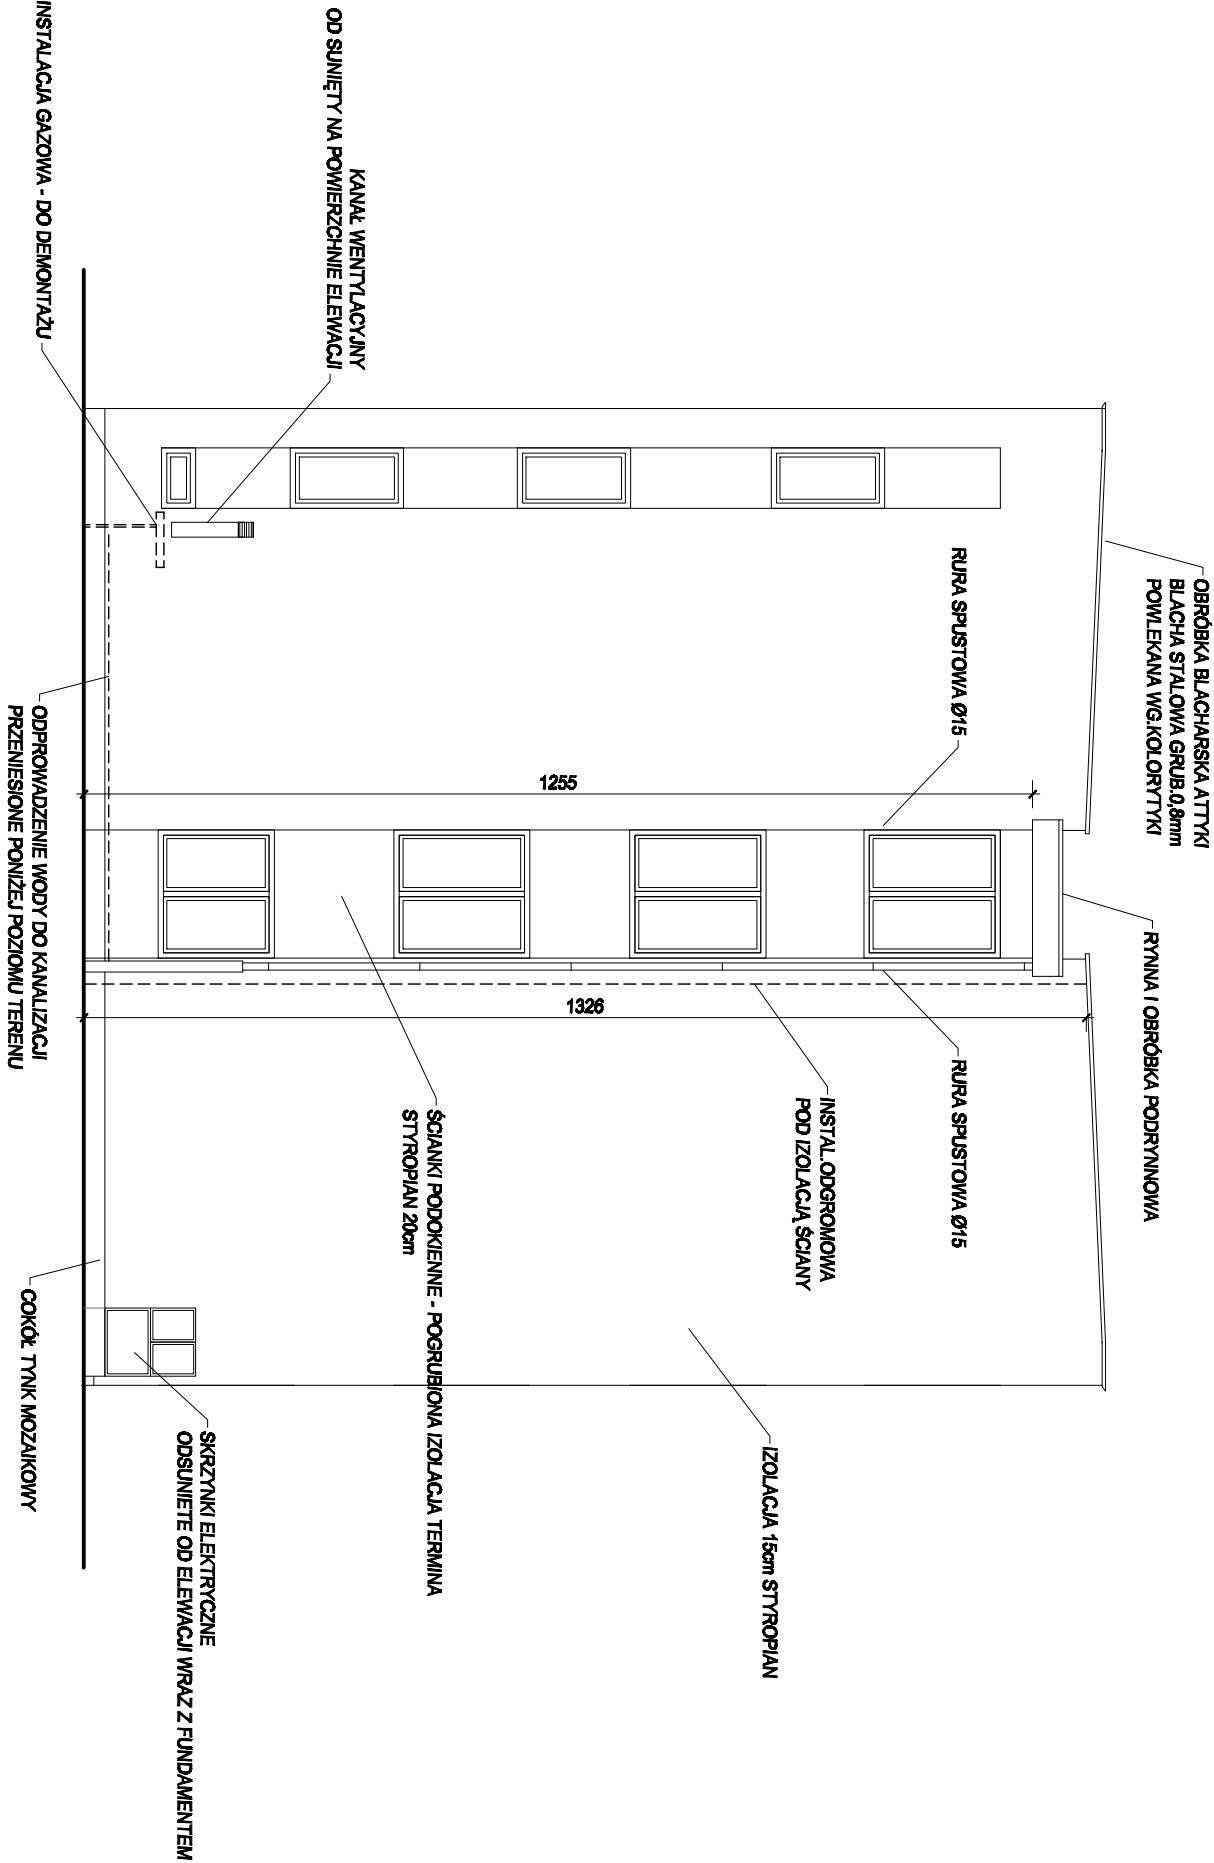 OBRÓBKA BLACHARSKA ATTYKI
BLACHA STALOWA GRUB.0,8mm
POWLEKANA WG.KOLORYTYKI
RYNNA I OBRÓBKA PODRYNNOWA
RURA SPUSTOWA Ø15
RURA SPUSTOWA Ø15
INSTAL.ODGROMOWA
POD IZOLACJĄ ŚCIANY
IZOLACJA 15cm STYROPIAN
1255
1326
KANAŁ WENTYLACYJNY
OD SUNIĘTY NA POWIERZCHNIE ELEWACJI
ŚCIANKI PODOKIENNE - POGRUBIONA IZOLACJA TERMINA
STYROPIAN 20cm
SKRZYNKI ELEKTRYCZNE
ODSUNIETE OD ELEWACJI WRAZ Z FUNDAMENTEM
INSTALACJA GAZOWA - DO DEMONTAŻU
ODPROWADZENIE WODY DO KANALIZACJI
PRZENIESIONE PONIŻEJ POZIOMU TERENU
COKÓŁ TYNK MOZAIKOWY